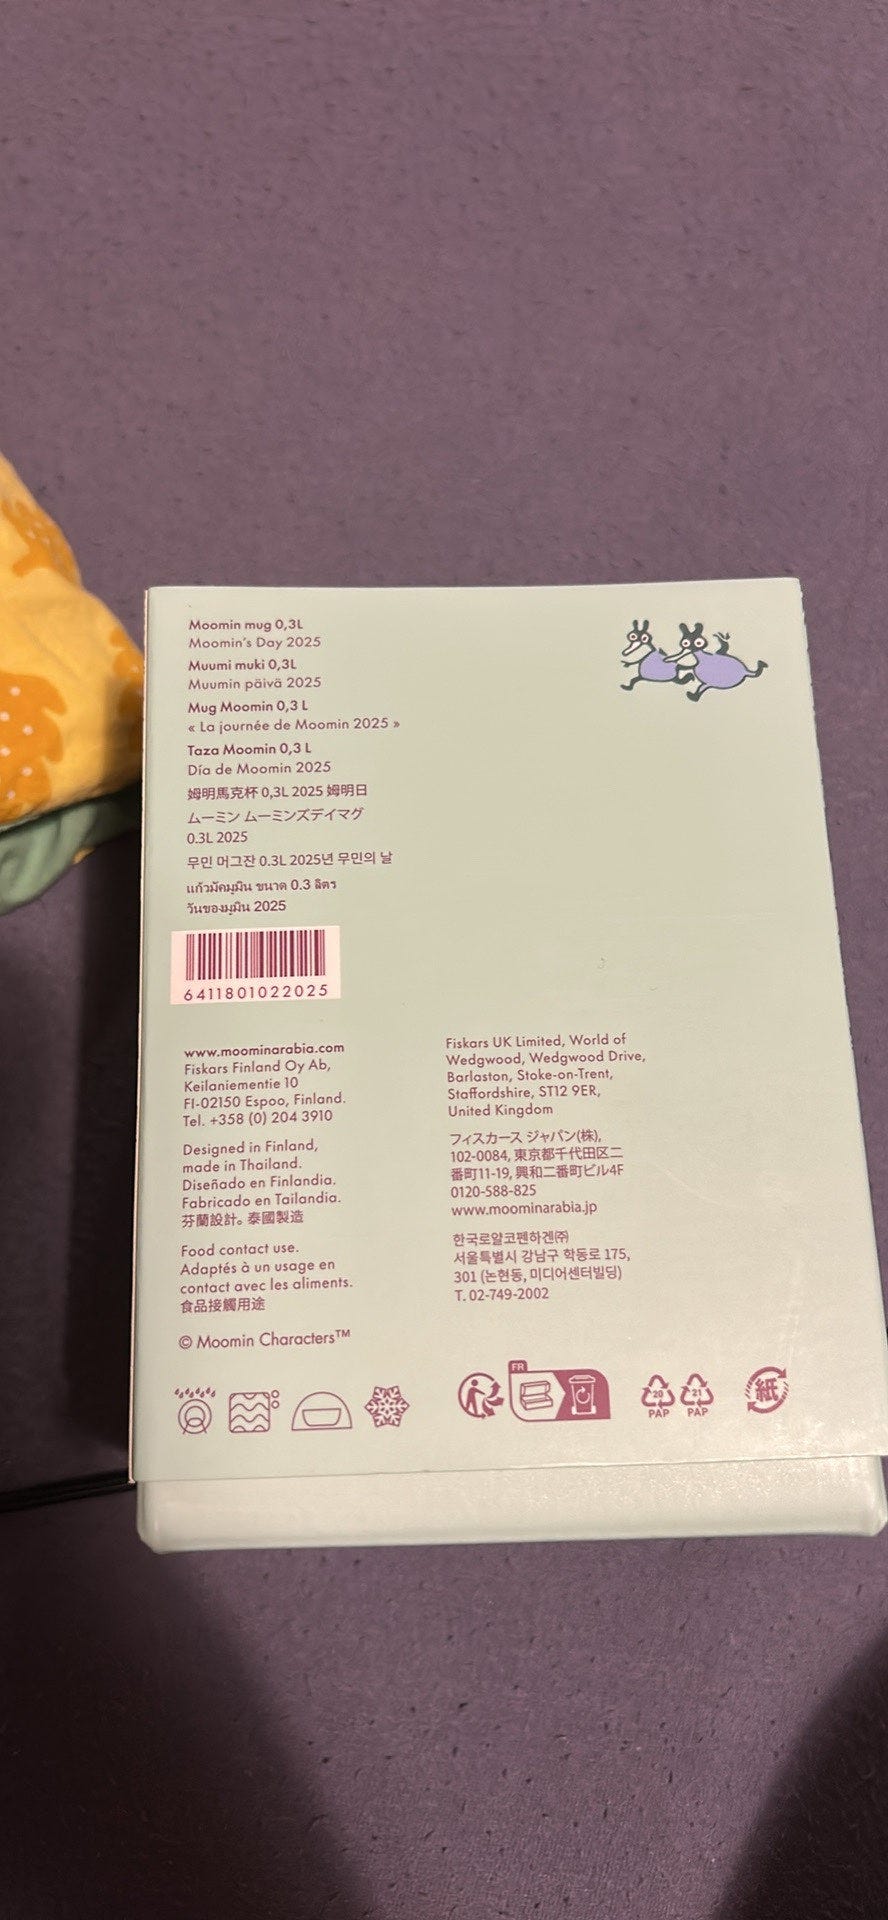 Moomin mug 0,3L
Moomin's Day 2025
Muumi muki 0,3L
Muumin päivä 2025
Mug Moomin 0,3 L
« La journée de Moomin 2025 »
Taza Moomin 0,3 L
Día de Moomin 2025
姆明馬克杯 0,3L 2025 姆明日
ムーミン ムーミンズデイマグ
0.3L 2025
무민 머그잔 0.3L 2025년 무민의 날
แก้วมัคมูมิน ขนาด 0.3 ลิตร
วันของมูมิน 2025
6411801022025
www.moominarabia.com
Fiskars Finland Oy Ab,
Keilaniementie 10
FI-02150 Espoo, Finland.
Tel. +358 (0) 204 3910
Designed in Finland,
made in Thailand.
Diseñado en Finlandia.
Fabricado en Tailandia.
芬蘭設計。泰國製造
Food contact use.
Adaptés à un usage en
contact avec les aliments.
食品接觸用途
© Moomin Characters™
Fiskars UK Limited, World of
Wedgwood, Wedgwood Drive,
Barlaston, Stoke-on-Trent,
Staffordshire, ST12 9ER,
United Kingdom
フィスカース ジャパン(株),
102-0084, 東京都千代田区二
番町11-19, 興和二番町ビル4F
0120-588-825
www.moominarabia.jp
한국로얄코펜하겐㈜
서울특별시 강남구 학동로 175,
301 (논현동, 미디어센터빌딩)
T. 02-749-2002
FR
20
PAP
21
PAP
紙